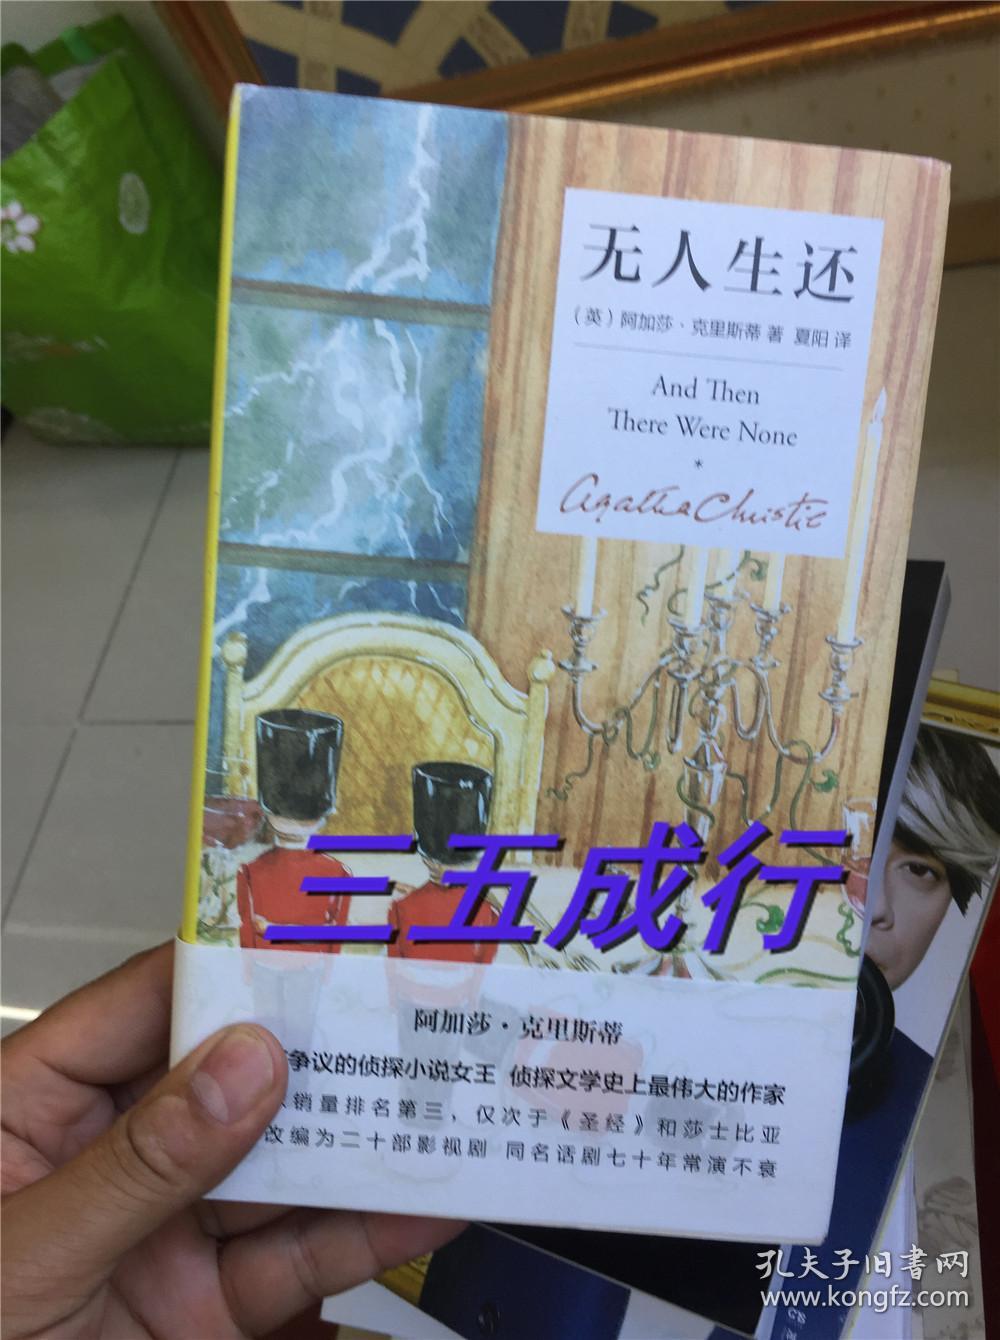 无人生还
（英）阿加莎·克里斯蒂 著 夏阳 译
And Then
There Were None
*
Agatha Christie
三五成行
阿加莎·克里斯蒂
争议的侦探小说女王 侦探文学史上最伟大的作家
销量排名第三，仅次于《圣经》和莎士比亚
改编为二十部影视剧 同名话剧七十年常演不衰
孔夫子旧書网
www.kongfz.com